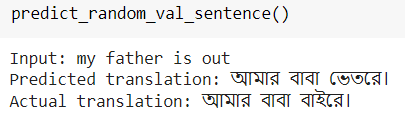 predict_random_val_sentence()
Input: my father is out
Predicted translation: আমার বাবা ভেতরে।
Actual translation: আমার বাবা বাইরে।